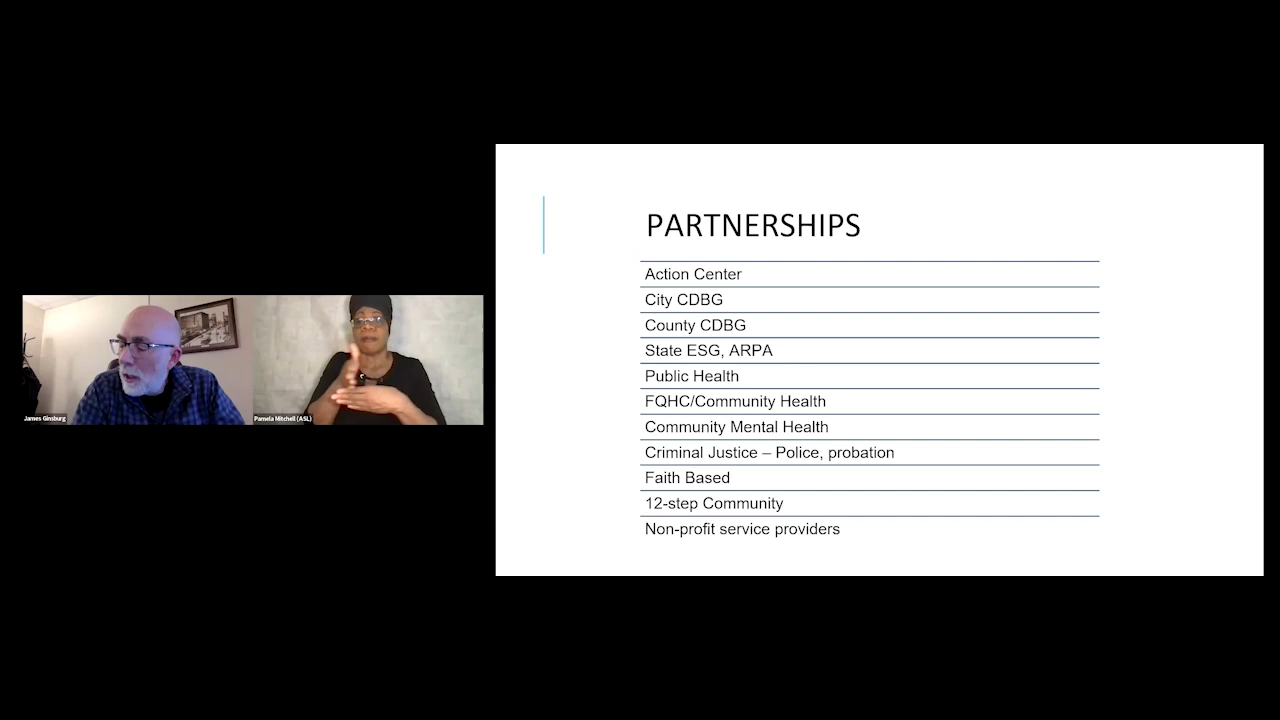 PARTNERSHIPS
Action Center
City CDBG
County CDBG
State ESG, ARPA
Public Health
FQHC/Community Health
Community Mental Health
Criminal Justice – Police, probation
Faith Based
12-step Community
Non-profit service providers
James Ginsburg
Pamela Mitchell (ASL)